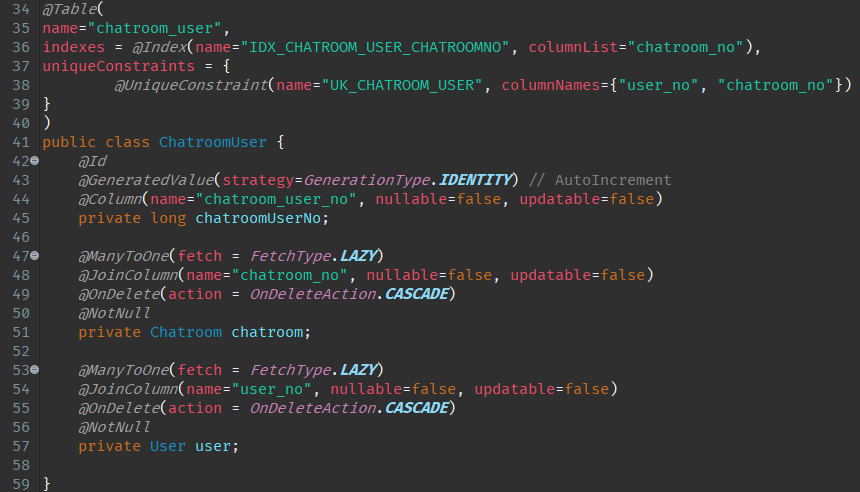 34 @Table(
35 name="chatroom_user",
36 indexes = @Index(name="IDX_CHATROOM_USER_CHATROOMNO", columnList="chatroom_no"),
37 uniqueConstraints = {
38         @UniqueConstraint(name="UK_CHATROOM_USER", columnNames={"user_no", "chatroom_no"})
39 }
40 )
41 public class ChatroomUser {
42     @Id
43     @GeneratedValue(strategy=GenerationType.IDENTITY) // AutoIncrement
44     @Column(name="chatroom_user_no", nullable=false, updatable=false)
45     private long chatroomUserNo;
46
47     @ManyToOne(fetch = FetchType.LAZY)
48     @JoinColumn(name="chatroom_no", nullable=false, updatable=false)
49     @OnDelete(action = OnDeleteAction.CASCADE)
50     @NotNull
51     private Chatroom chatroom;
52
53     @ManyToOne(fetch = FetchType.LAZY)
54     @JoinColumn(name="user_no", nullable=false, updatable=false)
55     @OnDelete(action = OnDeleteAction.CASCADE)
56     @NotNull
57     private User user;
58
59 }